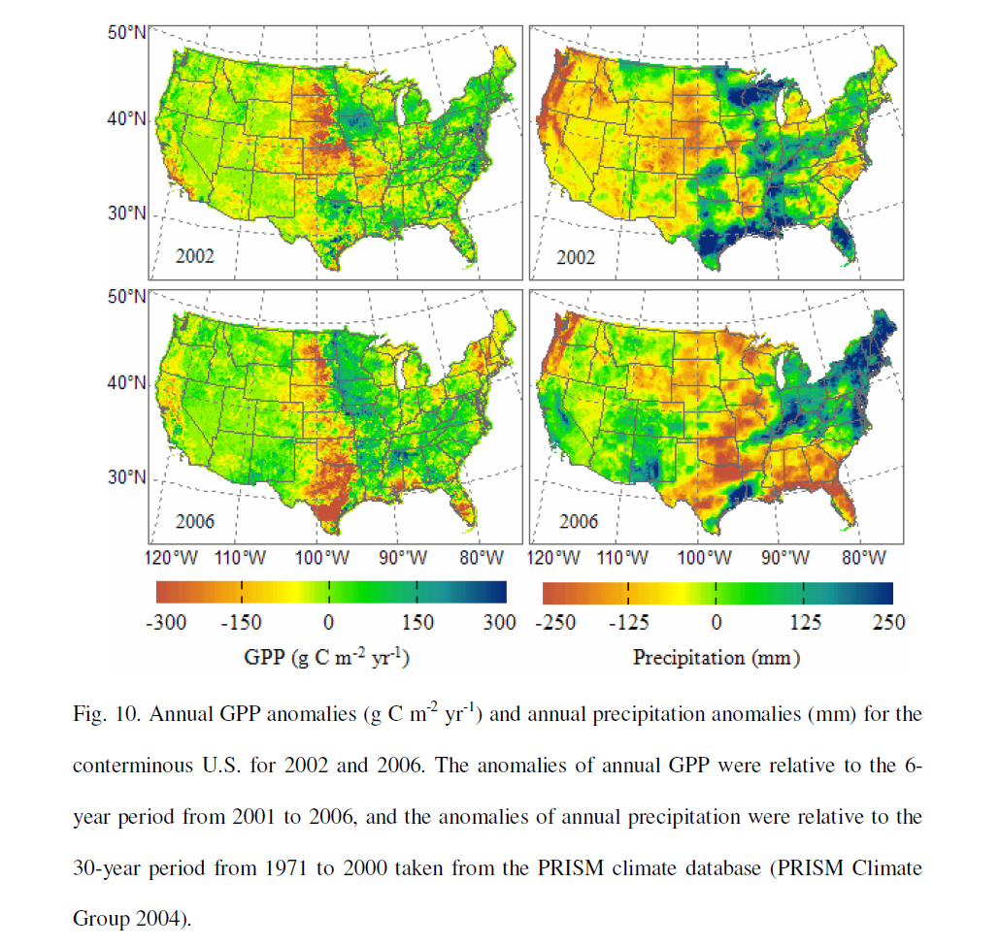 50°N
40°N
30°N
2002
2002
50°N
40°N
30°N
2006
2006
120°W 110°W 100°W 90°W 80°W 120°W 110°W 100°W 90°W 80°W
-300 -150 0 150 300 -250 -125 0 125 250
GPP (g C m-2 yr-1) Precipitation (mm)
Fig. 10. Annual GPP anomalies (g C m-2 yr-1) and annual precipitation anomalies (mm) for the
conterminous U.S. for 2002 and 2006. The anomalies of annual GPP were relative to the 6-
year period from 2001 to 2006, and the anomalies of annual precipitation were relative to the
30-year period from 1971 to 2000 taken from the PRISM climate database (PRISM Climate
Group 2004).